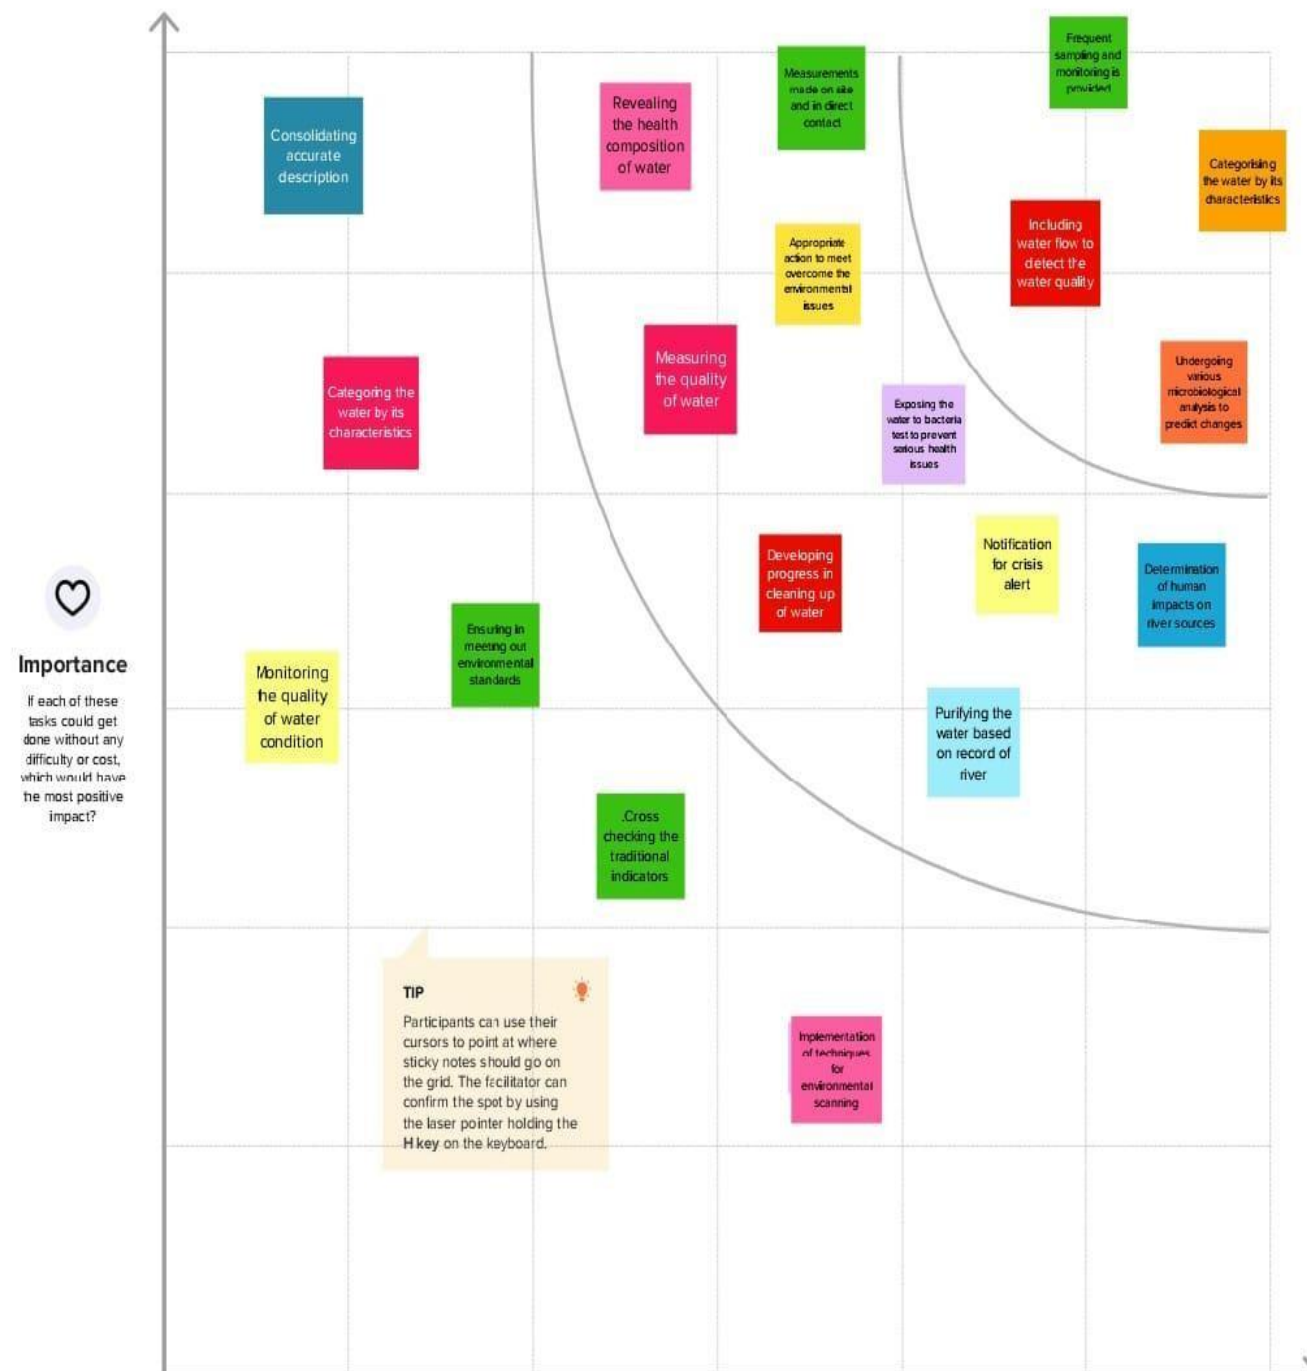 Frequent
sampling and
monitoring is
provided
Measurements
made on site
and in direct
contact
Revealing
the health
composition
of water
Consolidating
accurate
description
Categorising
the water by its
characteristics
Including
water flow to
detect the
water quality
Appropriate
action to meet
overcome the
environmental
issues
Measuring
the quality
of water
Undergoing
various
microbiological
analysis to
predict changes
Categoring the
water by its
characteristics
Exposing the
water to bacteria
test to prevent
serious health
issues
Notification
for crisis
alert
Developing
progress in
cleaning up
of water
Determination
of human
impacts on
river sources
Ensuring in
meeting out
environmental
standards
Monitoring
the quality
of water
condition
Importance
If each of these
tasks could get
done without any
difficulty or cost,
which would have
the most positive
impact?
Purifying the
water based
on record of
river
.Cross
checking the
traditional
indicators
TIP
Participants can use their
cursors to point at where
sticky notes should go on
the grid. The facilitator can
confirm the spot by using
the laser pointer holding the
H key on the keyboard.
Implementation
of techniques
for
environmental
scanning